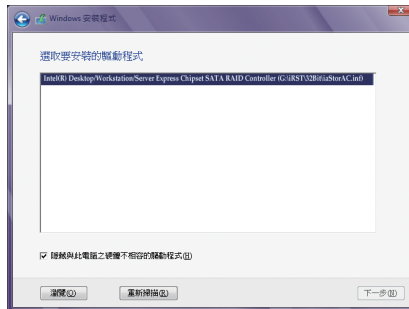 Windows 安裝程式
選取要安裝的驅動程式
Intel(R) Desktop/Workstation/Server Express Chipset SATA RAID Controller (G:\iRST\32Bit\iaStorAC.inf)
隱藏與此電腦之硬體不相容的驅動程式(H)
瀏覽(O) 重新掃描(R) 下一步(N)